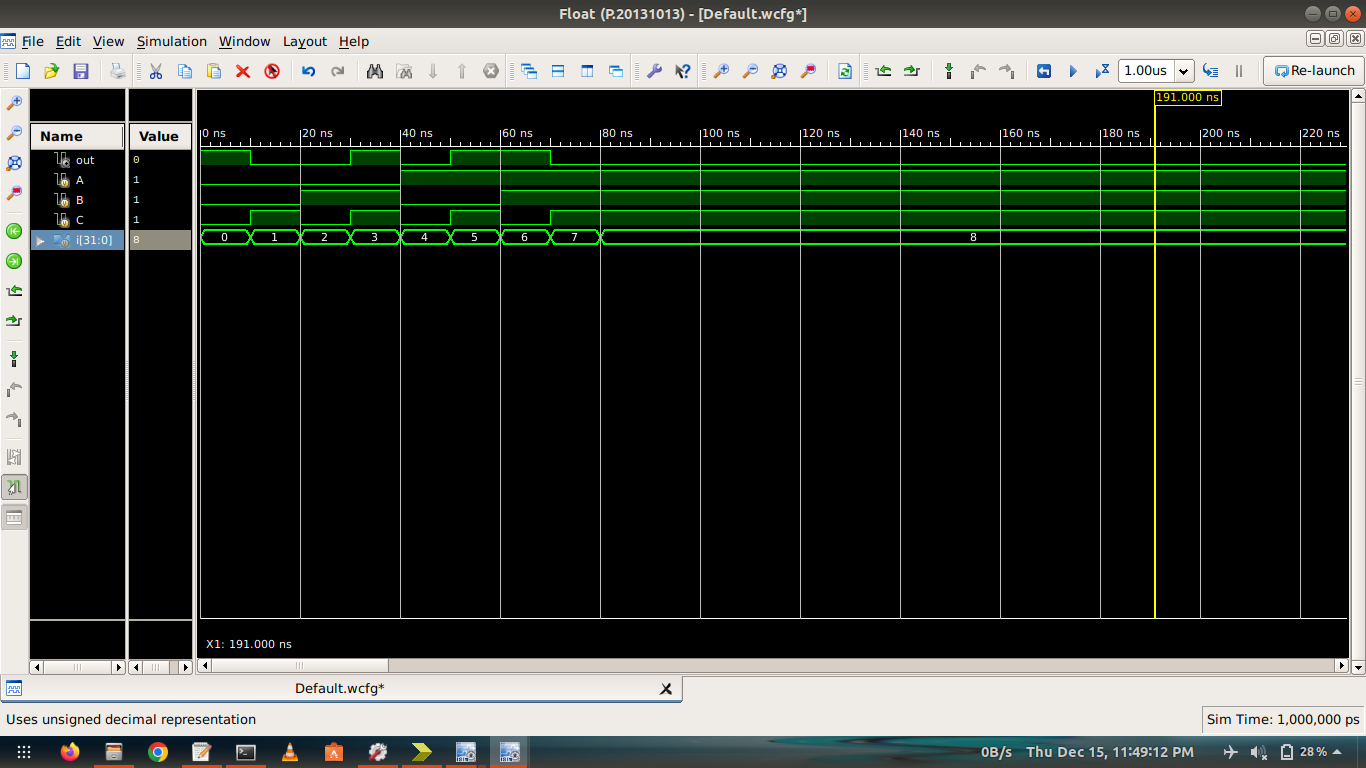 Float (P.20131013) - [Default.wcfg*]
File Edit View Simulation Window Layout Help
1.00us
Re-launch
191.000 ns
Name Value
0 ns 20 ns 40 ns 60 ns 80 ns 100 ns 120 ns 140 ns 160 ns 180 ns 200 ns 220 ns
out 0
A 1
B 1
C 1
i[31:0] 8 0 1 2 3 4 5 6 7 8
X1: 191.000 ns
Default.wcfg*
Uses unsigned decimal representation
Sim Time: 1,000,000 ps
0B/s Thu Dec 15, 11:49:12 PM 28%